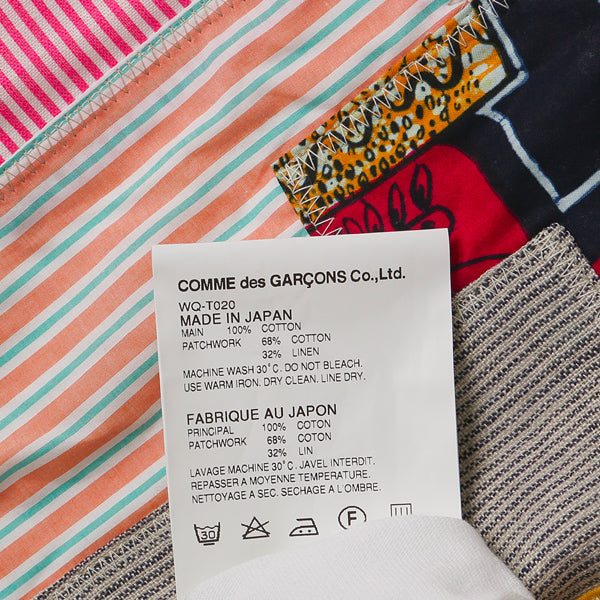 COMME des GARÇONS Co.,Ltd.
WQ-T020
MADE IN JAPAN
MAIN 100% COTTON
PATCHWORK 68% COTTON
32% LINEN
MACHINE WASH 30°C. DO NOT BLEACH.
USE WARM IRON. DRY CLEAN. LINE DRY.
FABRIQUE AU JAPON
PRINCIPAL 100% COTON
PATCHWORK 68% COTON
32% LIN
LAVAGE MACHINE 30°C. JAVEL INTERDIT.
REPASSER A MOYENNE TEMPERATURE.
NETTOYAGE A SEC. SECHAGE A L'OMBRE.
30 F